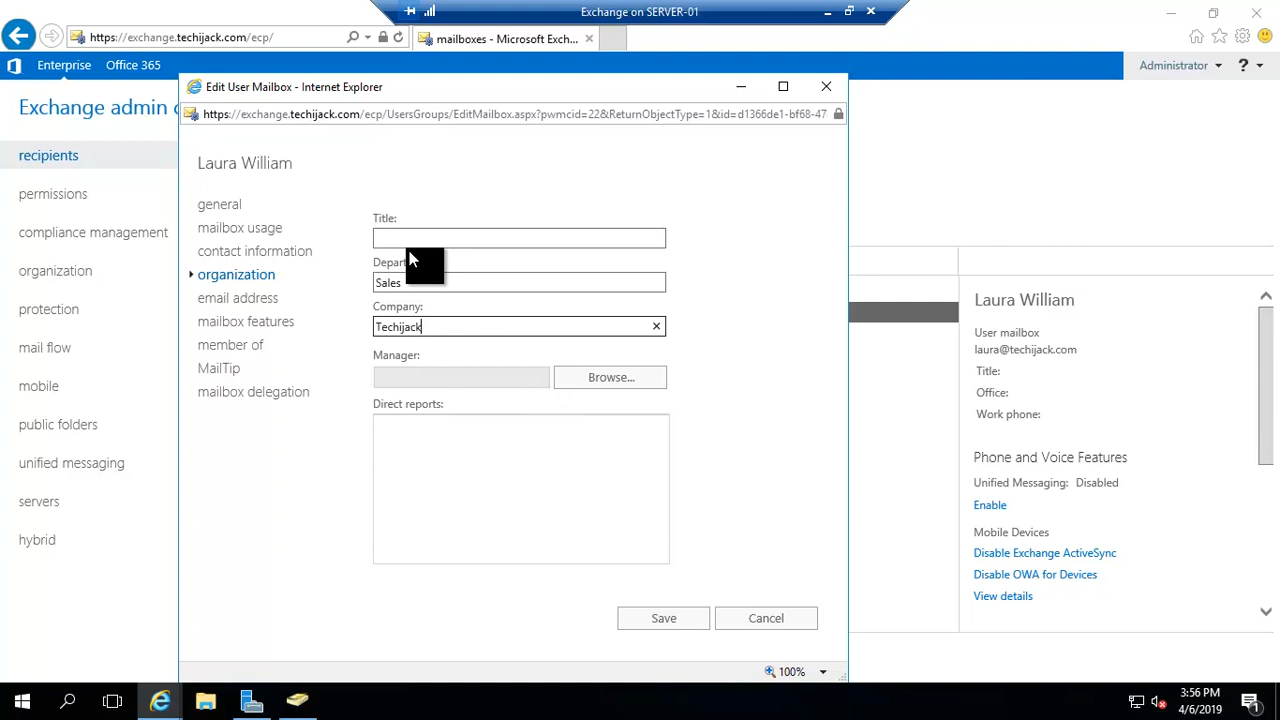 Exchange on SERVER-01
https://exchange.techijack.com/ecp/
mailboxes - Microsoft Exch...
Enterprise Office 365
Administrator ?
Exchange admin c
Edit User Mailbox - Internet Explorer
https://exchange.techijack.com/ecp/UsersGroups/EditMailbox.aspx?pwmcid=22&ReturnObjectType=1&id=d1366de1-bf68-47
recipients
permissions
compliance management
organization
protection
mail flow
mobile
public folders
unified messaging
servers
hybrid
Laura William
general
mailbox usage
contact information
organization
email address
mailbox features
member of
MailTip
mailbox delegation
Title:
Depart
Sales
Company:
Techijack
Manager:
Browse...
Direct reports:
Save Cancel
100%
Laura William
User mailbox
laura@techijack.com
Title:
Office:
Work phone:
Phone and Voice Features
Unified Messaging: Disabled
Enable
Mobile Devices
Disable Exchange ActiveSync
Disable OWA for Devices
View details
3:56 PM
4/6/2019
1